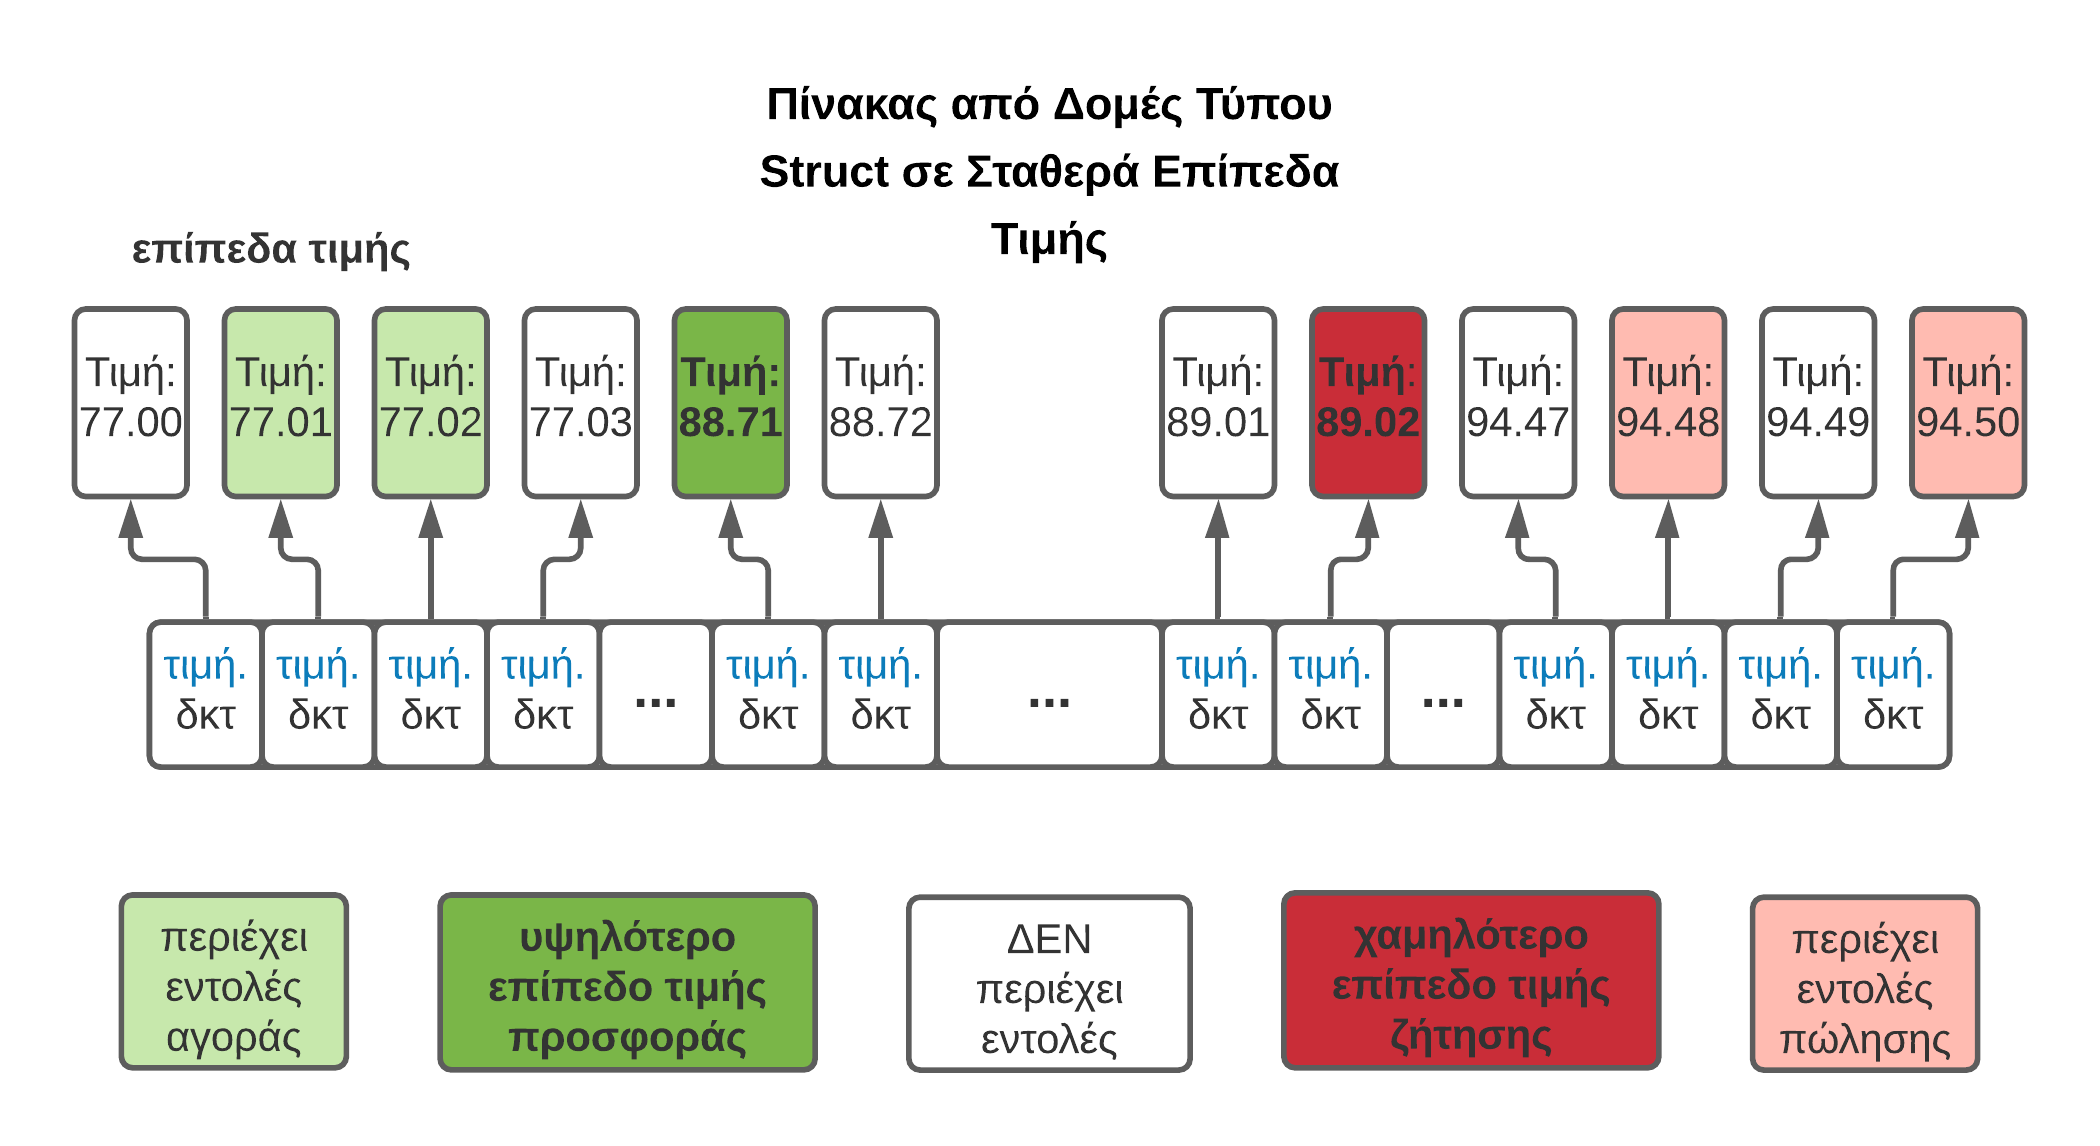 Πίνακας από Δομές Τύπου
Struct σε Σταθερά Επίπεδα
Τιμής
επίπεδα τιμής
Τιμή:
77.00
Τιμή:
77.01
Τιμή:
77.02
Τιμή:
77.03
Τιμή:
88.71
Τιμή:
88.72
Τιμή:
89.01
Τιμή:
89.02
Τιμή:
94.47
Τιμή:
94.48
Τιμή:
94.49
Τιμή:
94.50
τιμή.
δκτ
τιμή.
δκτ
τιμή.
δκτ
τιμή.
δκτ
...
τιμή.
δκτ
τιμή.
δκτ
...
τιμή.
δκτ
τιμή.
δκτ
...
τιμή.
δκτ
τιμή.
δκτ
τιμή.
δκτ
τιμή.
δκτ
περιέχει
εντολές
αγοράς
υψηλότερο
επίπεδο τιμής
προσφοράς
ΔΕΝ
περιέχει
εντολές
χαμηλότερο
επίπεδο τιμής
ζήτησης
περιέχει
εντολές
πώλησης